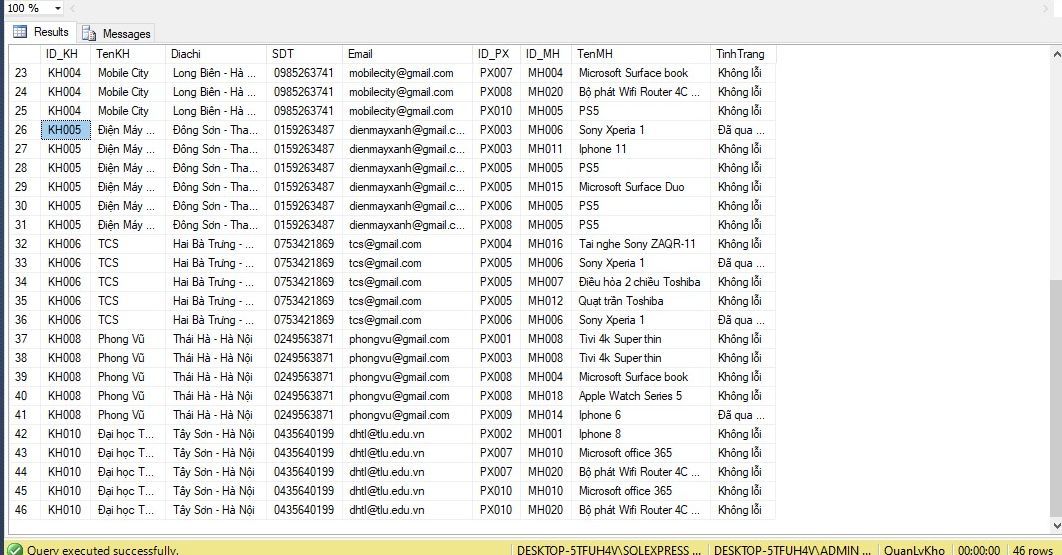 100 %
Results Messages
ID_KH TenKH Diachi SDT Email ID_PX ID_MH TenMH TinhTrang
23 KH004 Mobile City Long Biên - Hà ... 0985263741 mobilecity@gmail.com PX007 MH004 Microsoft Surface book Không lỗi
24 KH004 Mobile City Long Biên - Hà ... 0985263741 mobilecity@gmail.com PX008 MH020 Bộ phát Wifi Router 4C ... Không lỗi
25 KH004 Mobile City Long Biên - Hà ... 0985263741 mobilecity@gmail.com PX010 MH005 PS5 Không lỗi
26 KH005 Điện Máy ... Đông Sơn - Tha... 0159263487 dienmayxanh@gmail.c... PX003 MH006 Sony Xperia 1 Đã qua ...
27 KH005 Điện Máy ... Đông Sơn - Tha... 0159263487 dienmayxanh@gmail.c... PX003 MH011 Iphone 11 Không lỗi
28 KH005 Điện Máy ... Đông Sơn - Tha... 0159263487 dienmayxanh@gmail.c... PX005 MH005 PS5 Không lỗi
29 KH005 Điện Máy ... Đông Sơn - Tha... 0159263487 dienmayxanh@gmail.c... PX005 MH015 Microsoft Surface Duo Không lỗi
30 KH005 Điện Máy ... Đông Sơn - Tha... 0159263487 dienmayxanh@gmail.c... PX006 MH005 PS5 Không lỗi
31 KH005 Điện Máy ... Đông Sơn - Tha... 0159263487 dienmayxanh@gmail.c... PX008 MH005 PS5 Không lỗi
32 KH006 TCS Hai Bà Trưng - ... 0753421869 tcs@gmail.com PX004 MH016 Tai nghe Sony ZAQR-11 Không lỗi
33 KH006 TCS Hai Bà Trưng - ... 0753421869 tcs@gmail.com PX005 MH006 Sony Xperia 1 Đã qua ...
34 KH006 TCS Hai Bà Trưng - ... 0753421869 tcs@gmail.com PX005 MH007 Điều hòa 2 chiều Toshiba Không lỗi
35 KH006 TCS Hai Bà Trưng - ... 0753421869 tcs@gmail.com PX005 MH012 Quạt trần Toshiba Không lỗi
36 KH006 TCS Hai Bà Trưng - ... 0753421869 tcs@gmail.com PX006 MH006 Sony Xperia 1 Đã qua ...
37 KH008 Phong Vũ Thái Hà - Hà Nội 0249563871 phongvu@gmail.com PX001 MH008 Tivi 4k Super thin Không lỗi
38 KH008 Phong Vũ Thái Hà - Hà Nội 0249563871 phongvu@gmail.com PX003 MH008 Tivi 4k Super thin Không lỗi
39 KH008 Phong Vũ Thái Hà - Hà Nội 0249563871 phongvu@gmail.com PX008 MH004 Microsoft Surface book Không lỗi
40 KH008 Phong Vũ Thái Hà - Hà Nội 0249563871 phongvu@gmail.com PX008 MH018 Apple Watch Series 5 Không lỗi
41 KH008 Phong Vũ Thái Hà - Hà Nội 0249563871 phongvu@gmail.com PX009 MH014 Iphone 6 Đã qua ...
42 KH010 Đại học T... Tây Sơn - Hà Nội 0435640199 dhtl@tlu.edu.vn PX002 MH001 Iphone 8 Không lỗi
43 KH010 Đại học T... Tây Sơn - Hà Nội 0435640199 dhtl@tlu.edu.vn PX007 MH010 Microsoft office 365 Không lỗi
44 KH010 Đại học T... Tây Sơn - Hà Nội 0435640199 dhtl@tlu.edu.vn PX007 MH020 Bộ phát Wifi Router 4C ... Không lỗi
45 KH010 Đại học T... Tây Sơn - Hà Nội 0435640199 dhtl@tlu.edu.vn PX010 MH010 Microsoft office 365 Không lỗi
46 KH010 Đại học T... Tây Sơn - Hà Nội 0435640199 dhtl@tlu.edu.vn PX010 MH020 Bộ phát Wifi Router 4C ... Không lỗi
Query executed successfully. DESKTOP-5TFUH4V\SQLEXPRESS ... DESKTOP-5TFUH4V\ADMIN ... QuanLyKho 00:00:00 46 rows